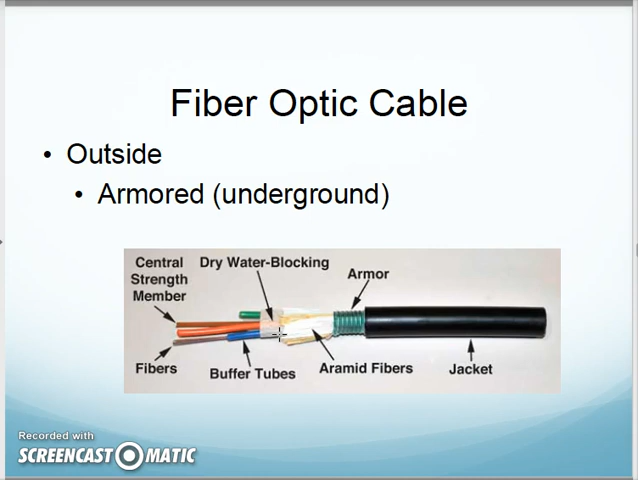 Fiber Optic Cable
• Outside
• Armored (underground)
Central
Strength
Member
Dry Water-Blocking
Armor
Fibers
Buffer Tubes
Aramid Fibers
Jacket
Recorded with
SCREENCAST-O-MATIC